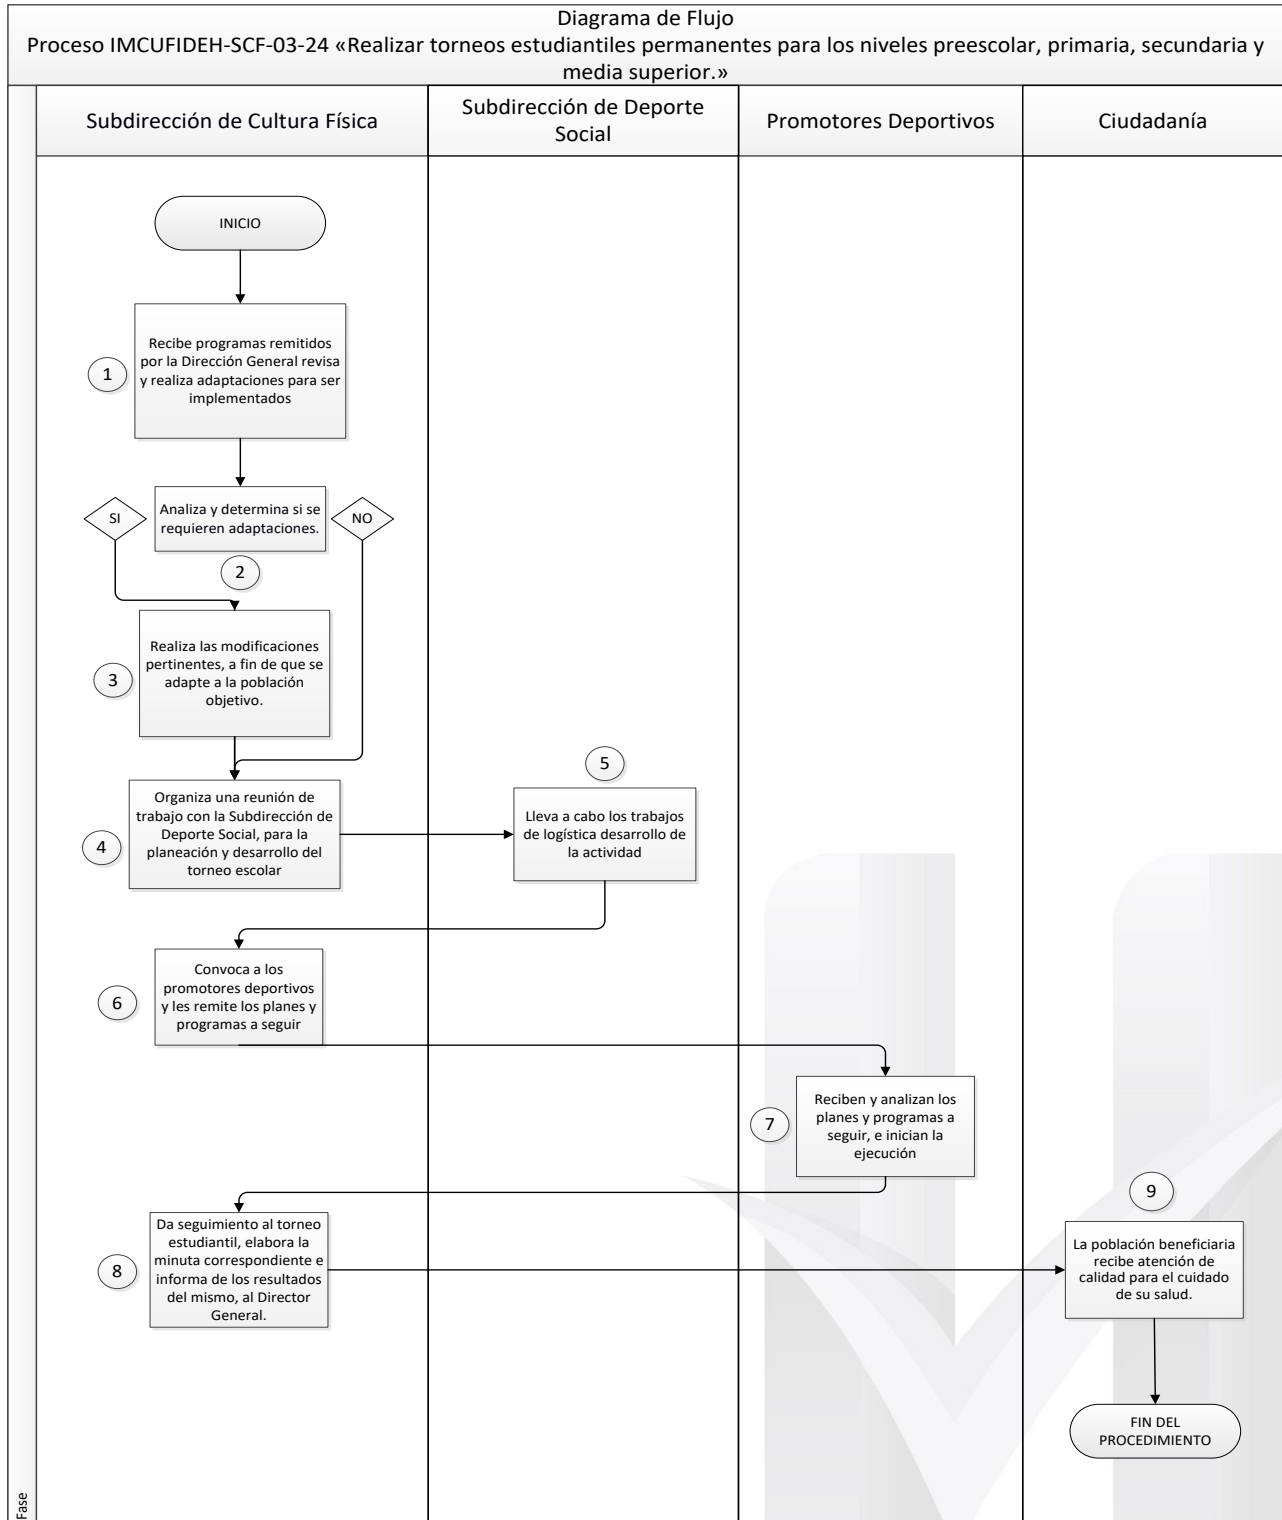 Diagrama de Flujo
Proceso IMCUFIDEH-SCF-03-24 «Realizar torneos estudiantiles permanentes para los niveles preescolar, primaria, secundaria y
media superior.»
Subdirección de Cultura Física
Subdirección de Deporte
Social
Promotores Deportivos
Ciudadanía
INICIO
1
Recibe programas remitidos
por la Dirección General revisa
y realiza adaptaciones para ser
implementados
SI
Analiza y determina si se
requieren adaptaciones.
NO
2
3
Realiza las modificaciones
pertinentes, a fin de que se
adapte a la población
objetivo.
4
Organiza una reunión de
trabajo con la Subdirección de
Deporte Social, para la
planeación y desarrollo del
torneo escolar
5
Lleva a cabo los trabajos
de logística desarrollo de
la actividad
6
Convoca a los
promotores deportivos
y les remite los planes y
programas a seguir
7
Reciben y analizan los
planes y programas a
seguir, e inician la
ejecución
8
Da seguimiento al torneo
estudiantil, elabora la
minuta correspondiente e
informa de los resultados
del mismo, al Director
General.
9
La población beneficiaria
recibe atención de
calidad para el cuidado
de su salud.
FIN DEL
PROCEDIMIENTO
Fase